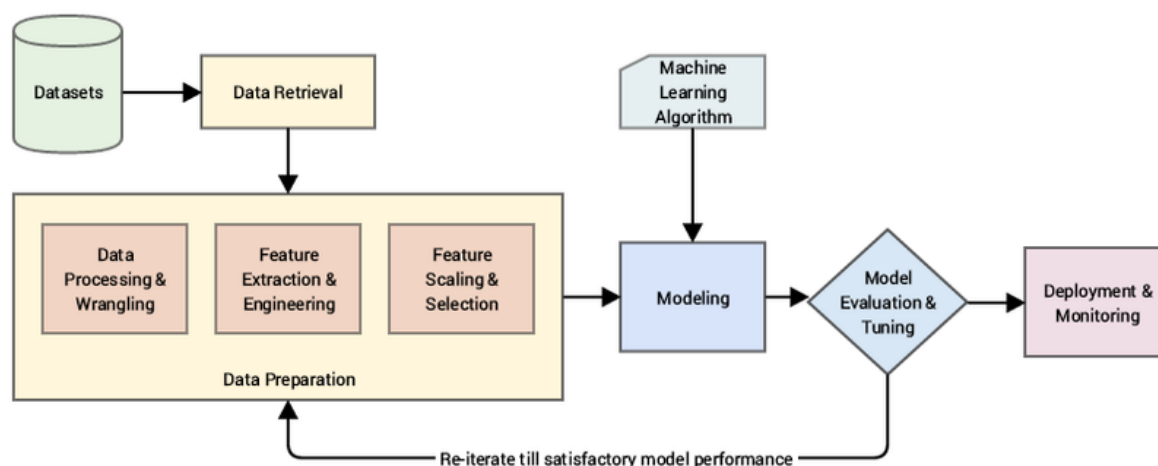 Datasets
Data Retrieval
Machine
Learning
Algorithm
Data
Processing &
Wrangling
Feature
Extraction &
Engineering
Feature
Scaling &
Selection
Data Preparation
Modeling
Model
Evaluation &
Tuning
Deployment &
Monitoring
Re-iterate till satisfactory model performance